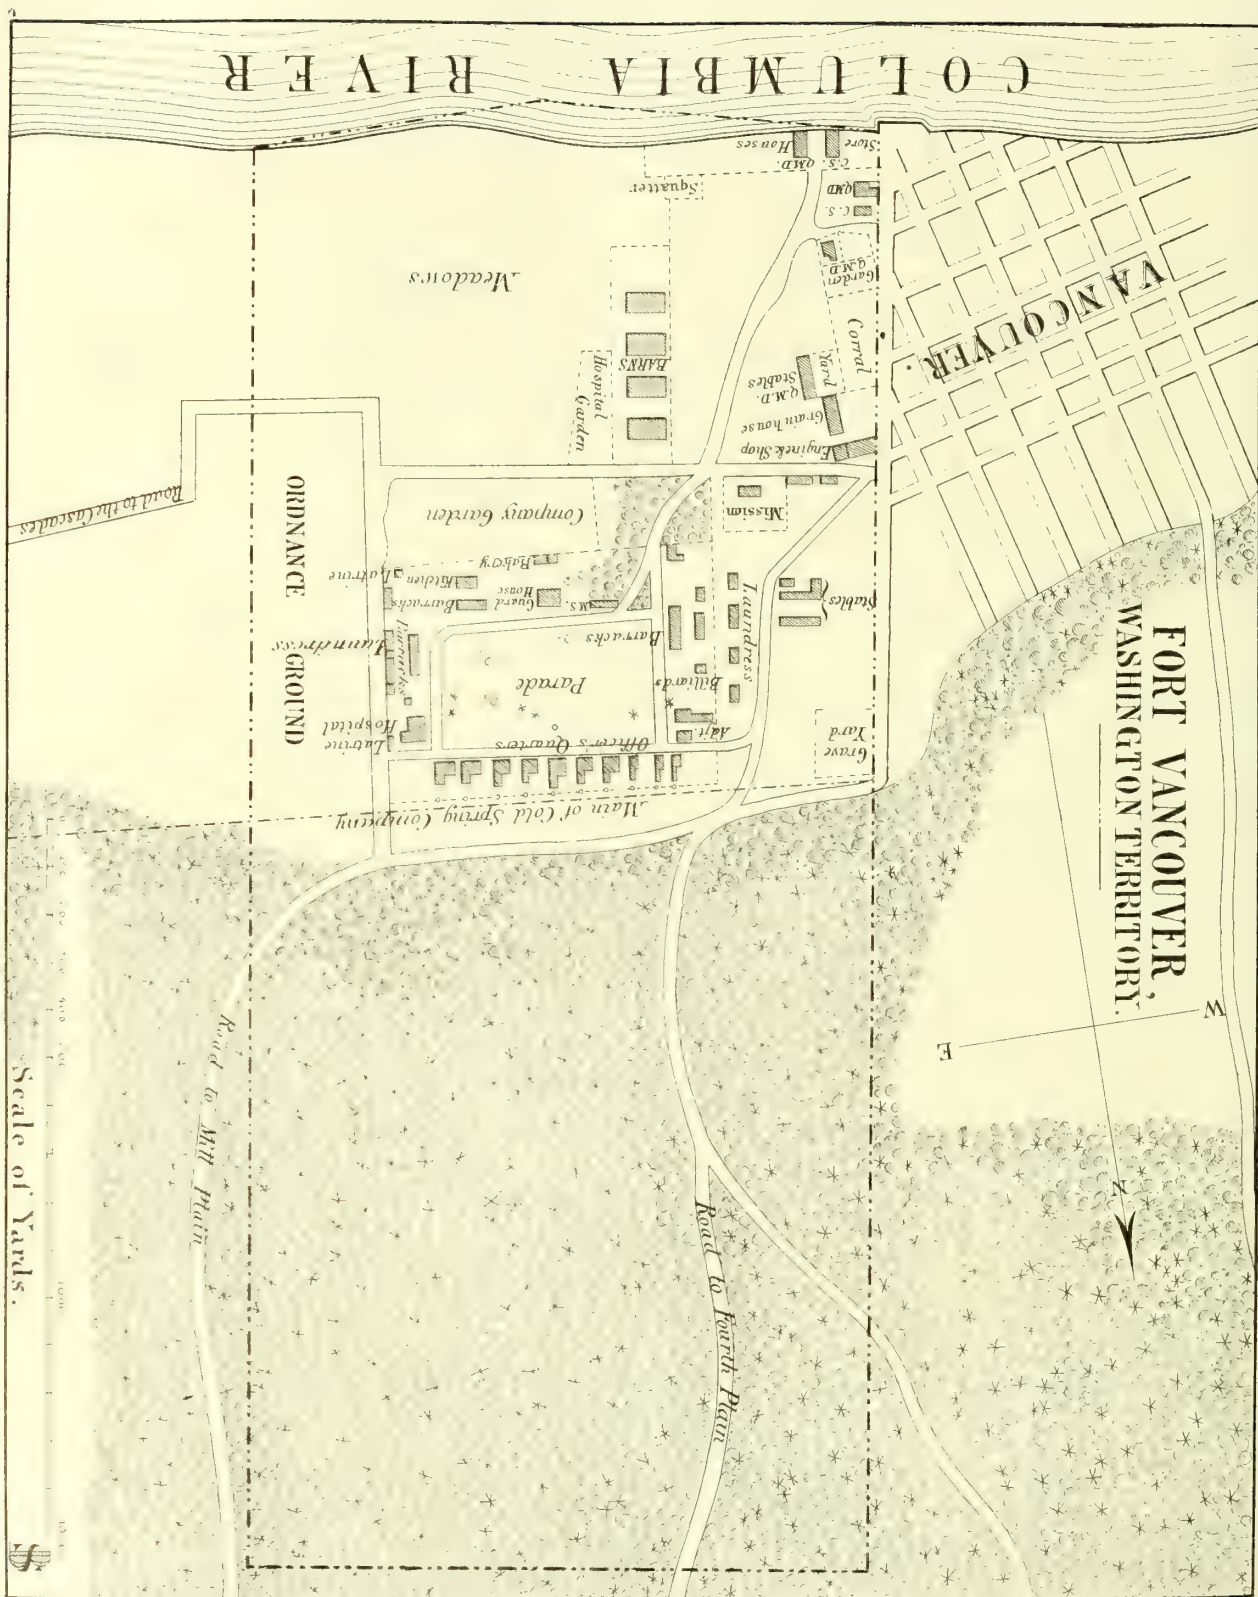 COLUMBIA RIVER
Store
Houses
C.S.
Q.M.D.
Squatter
QMD
C.S.
Garden
Q.M.D.
Meadows
Corral
Yard
VANCOUVER.
BARNS
Hospital
Garden
Q.M.D.
Stables
Grain house
Engine & Shop
Road to the Cascades
ORDNANCE
GROUND
Company Garden
Mission
Bakery
Latrine
Kitchen
Guard
House
M.S.
Barracks
Stables
Laundress
Barracks
Laundress
Barracks
Parade
Billiards
Hospital
Latrine
Adjt.
Officer's Quarters
Grave
Yard
Main of Cold Spring Company
FORT VANCOUVER,
WASHINGTON TERRITORY.
W
E
N
Road to Mill Plain
Road to Fourth Plain
Scale of Yards.